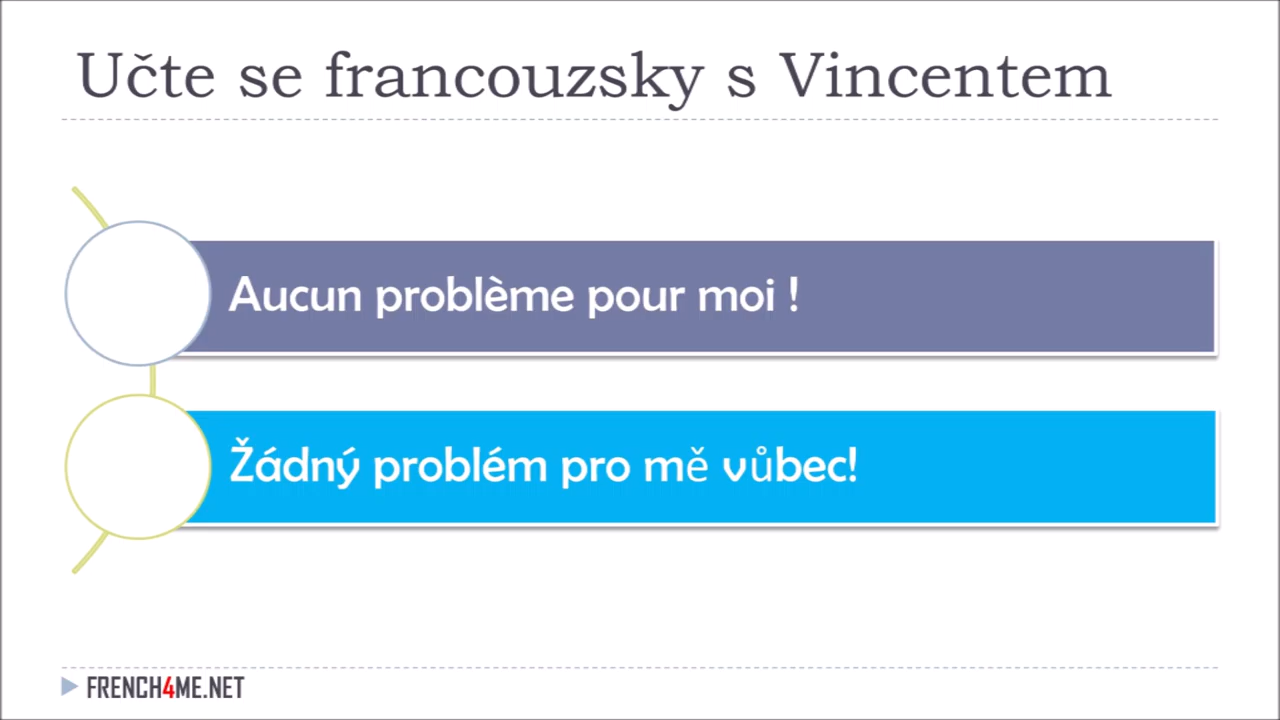 Učte se francouzsky s Vincentem
Aucun problème pour moi !
Žádný problém pro mě vůbec!
FRENCH4ME.NET